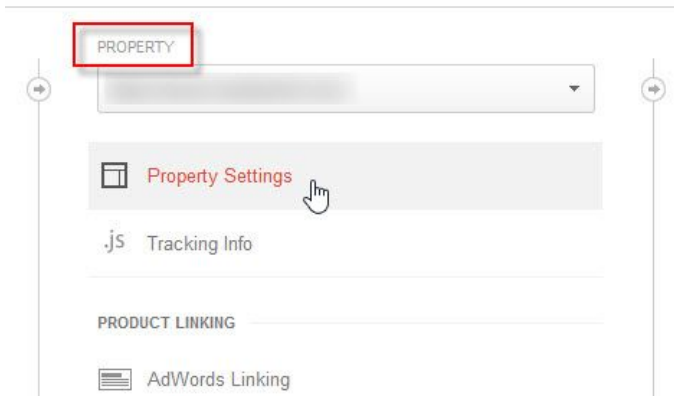 PROPERTY
Property Settings
.js Tracking Info
PRODUCT LINKING
AdWords Linking